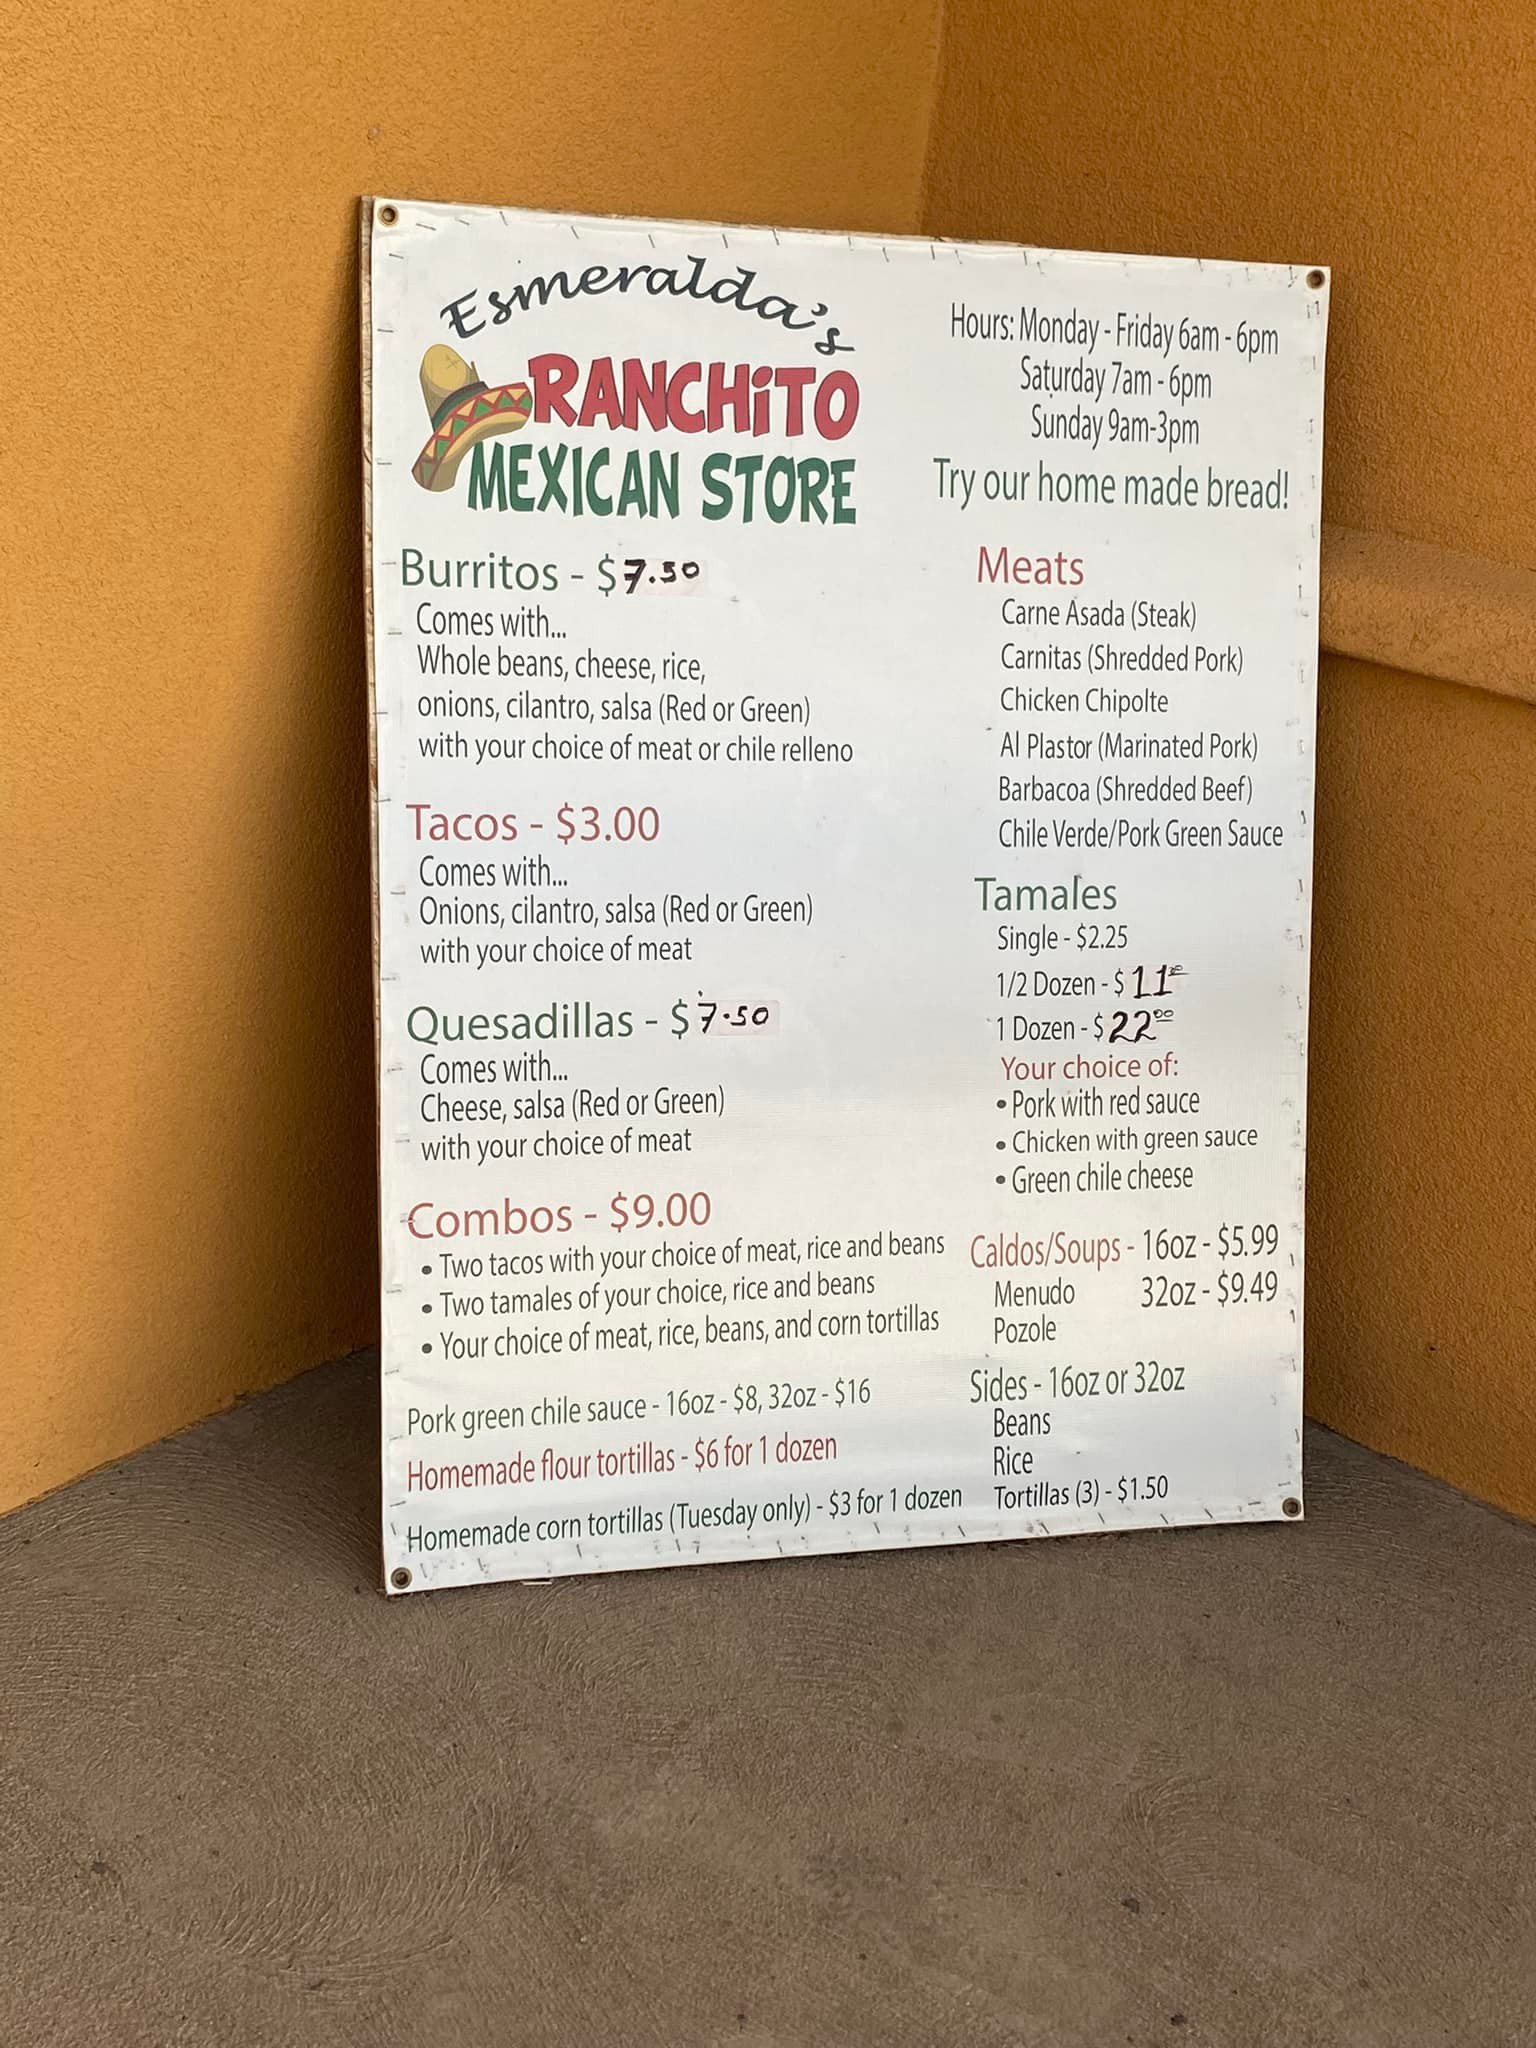 Esmeralda's
RANCHiTO
MEXICAN STORE
Hours: Monday - Friday 6am - 6pm
Saturday 7am - 6pm
Sunday 9am-3pm
Try our home made bread!
Burritos - $7.50
Comes with...
Whole beans, cheese, rice,
onions, cilantro, salsa (Red or Green)
with your choice of meat or chile relleno
Tacos - $3.00
Comes with...
Onions, cilantro, salsa (Red or Green)
with your choice of meat
Quesadillas - $7.50
Comes with...
Cheese, salsa (Red or Green)
with your choice of meat
Combos - $9.00
• Two tacos with your choice of meat, rice and beans
• Two tamales of your choice, rice and beans
• Your choice of meat, rice, beans, and corn tortillas
Pork green chile sauce - 16oz - $8, 32oz - $16
Homemade flour tortillas - $6 for 1 dozen
Homemade corn tortillas (Tuesday only) - $3 for 1 dozen
Meats
Carne Asada (Steak)
Carnitas (Shredded Pork)
Chicken Chipolte
Al Plastor (Marinated Pork)
Barbacoa (Shredded Beef)
Chile Verde/Pork Green Sauce
Tamales
Single - $2.25
1/2 Dozen - $11.00
1 Dozen - $22.00
Your choice of:
• Pork with red sauce
• Chicken with green sauce
• Green chile cheese
Caldos/Soups - 16oz - $5.99
Menudo 32oz - $9.49
Pozole
Sides - 16oz or 32oz
Beans
Rice
Tortillas (3) - $1.50